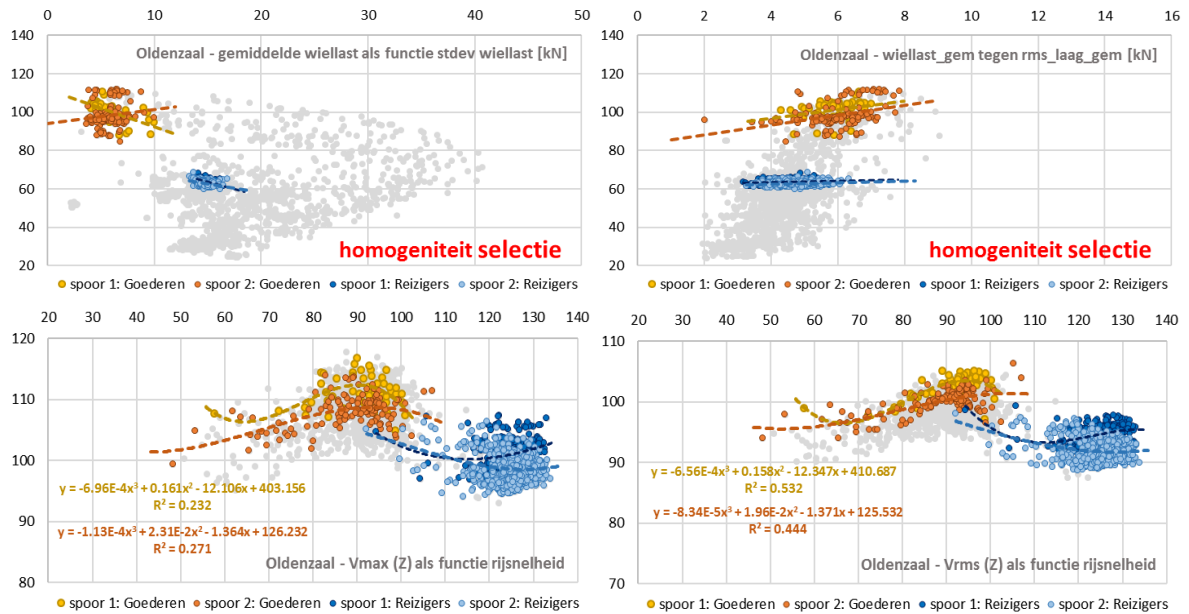 0 10 20 30 40 50
Oldenzaal - gemiddelde wiellast als functie stdev wiellast [kN]
140
120
100
80
60
40
20
homogeniteit selectie
spoor 1: Goederen spoor 2: Goederen spoor 1: Reizigers spoor 2: Reizigers
0 2 4 6 8 10 12 14 16
Oldenzaal - wiellast_gem tegen rms_laag_gem [kN]
140
120
100
80
60
40
20
homogeniteit selectie
spoor 1: Goederen spoor 2: Goederen spoor 1: Reizigers spoor 2: Reizigers
20 30 40 50 60 70 80 90 100 110 120 130 140
120
110
100
90
80
y = -6.96E-4x³ + 0.161x² - 12.106x + 403.156
R² = 0.232
y = -1.13E-4x³ + 2.31E-2x² - 1.364x + 126.232
R² = 0.271
Oldenzaal - Vmax (Z) als functie rijsnelheid
spoor 1: Goederen spoor 2: Goederen spoor 1: Reizigers spoor 2: Reizigers
20 30 40 50 60 70 80 90 100 110 120 130 140
110
100
90
80
70
y = -6.56E-4x³ + 0.158x² - 12.347x + 410.687
R² = 0.532
y = -8.34E-5x³ + 1.96E-2x² - 1.371x + 125.532
R² = 0.444
Oldenzaal - Vrms (Z) als functie rijsnelheid
spoor 1: Goederen spoor 2: Goederen spoor 1: Reizigers spoor 2: Reizigers